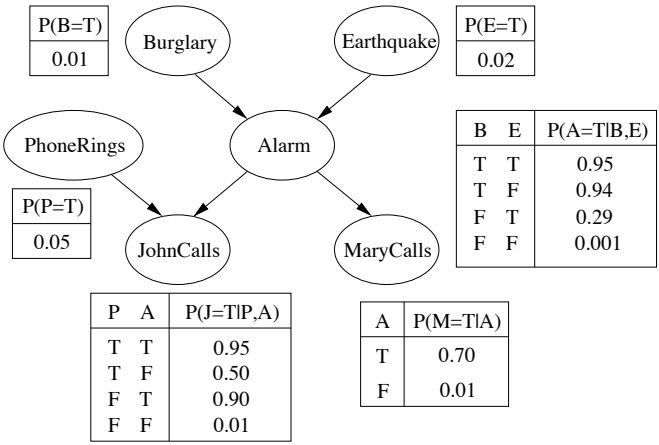 P(B=T)
0.01
Burglary
Earthquake
P(E=T)
0.02
PhoneRings
Alarm
P(P=T)
0.05
JohnCalls
MaryCalls
B E P(A=T|B,E)
T T 0.95
T F 0.94
F T 0.29
F F 0.001
P A P(J=T|P,A)
T T 0.95
T F 0.50
F T 0.90
F F 0.01
A P(M=T|A)
T 0.70
F 0.01